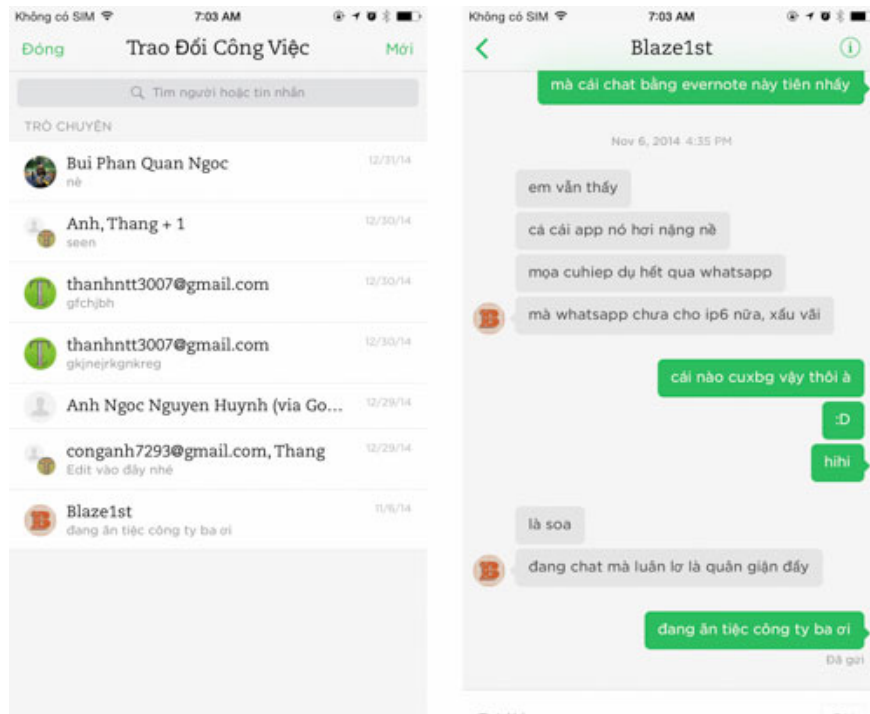 Không có SIM
7:03 AM
Đóng
Trao Đổi Công Việc
Mới
Tìm người hoặc tin nhắn
TRÒ CHUYỆN
Bui Phan Quan Ngoc
12/31/14
nè
Anh, Thang + 1
12/30/14
seen
thanhntt3007@gmail.com
12/30/14
gfchjbh
thanhntt3007@gmail.com
12/30/14
gkjnejrkgnkreg
Anh Ngoc Nguyen Huynh (via Go...
12/29/14
conganh7293@gmail.com, Thang
12/29/14
Edit vào đây nhé
Blaze1st
11/6/14
đang ăn tiệc công ty ba ơi
Không có SIM
7:03 AM
Blaze1st
mà cái chat bằng evernote này tiên nhấy
Nov 6, 2014 4:35 PM
em vẫn thấy
cá cái app nó hơi nặng nề
mọa cuhiep dụ hết qua whatsapp
mà whatsapp chưa cho ip6 nữa, xấu vãi
cái nào cuxbg vậy thôi à
:D
hihi
là soa
đang chat mà luân lơ là quân giận đấy
đang ăn tiệc công ty ba ơi
Đã gửi